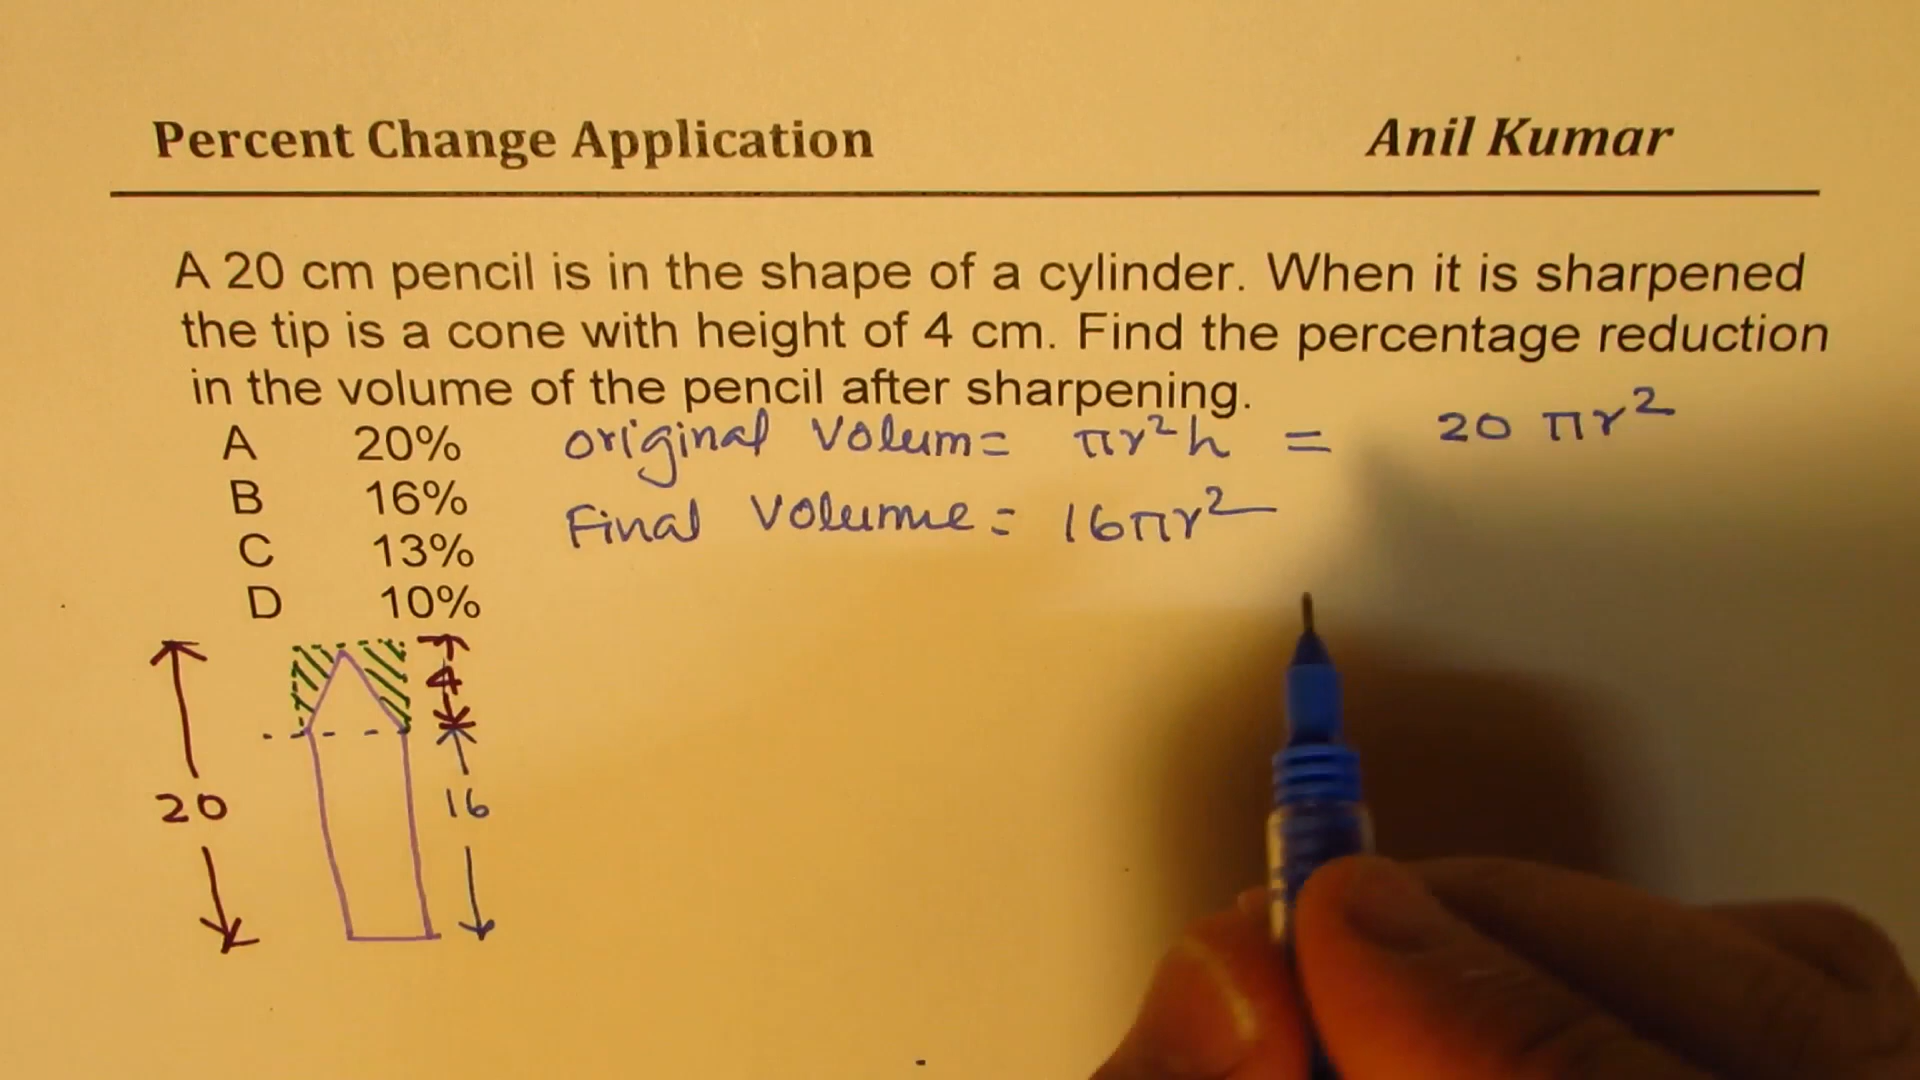 Percent Change Application Anil Kumar
A 20 cm pencil is in the shape of a cylinder. When it is sharpened
the tip is a cone with height of 4 cm. Find the percentage reduction
in the volume of the pencil after sharpening.
A 20% original Volum= πr²h = 20 πr²
B 16% Final Volume = 16πr²
C 13%
D 10%
4
20 16